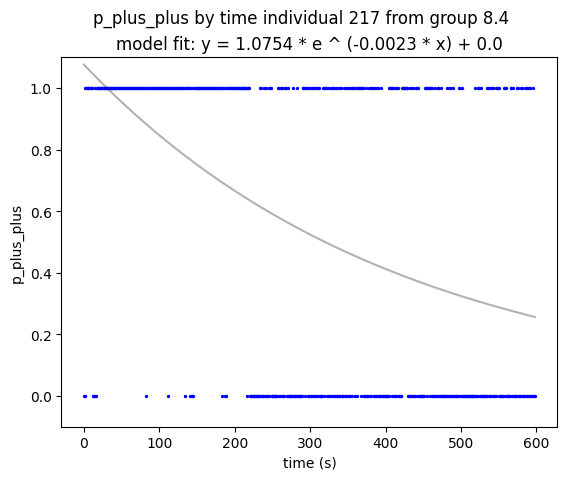 p_plus_plus by time individual 217 from group 8.4
model fit: y = 1.0754 * e ^ (-0.0023 * x) + 0.0
1.0
0.8
0.6
0.4
0.2
0.0
p_plus_plus
0 100 200 300 400 500 600
time (s)